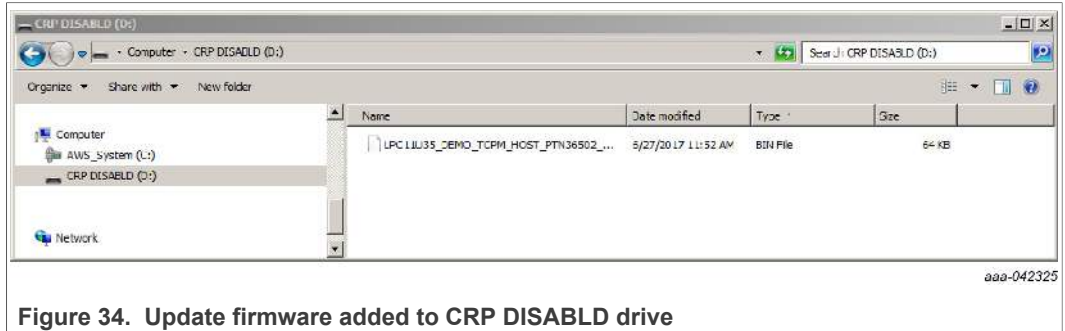 CRP DISABLD (D:)
Computer CRP DISABLD (D:)
Search CRP DISABLD (D:)
Organize Share with New folder
Name Date modified Type Size
Computer
AWS_System (C:)
CRP DISABLD (D:)
Network
LPC11U35_DEMO_TCPM_HOST_PTN36502_... 6/27/2017 11:52 AM BIN File 64 KB
aaa-042325
Figure 34. Update firmware added to CRP DISABLD drive